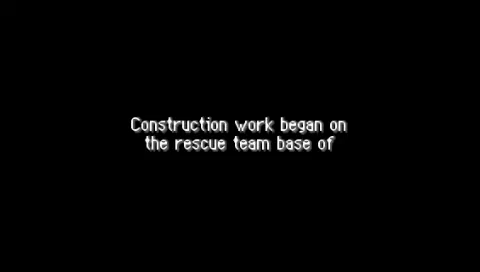 Construction work began on
the rescue team base of